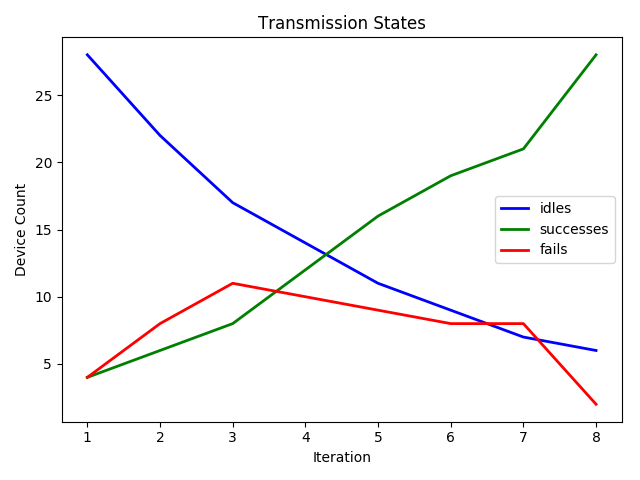 Transmission States
Device Count
25
20
15
10
5
idles
successes
fails
1 2 3 4 5 6 7 8
Iteration